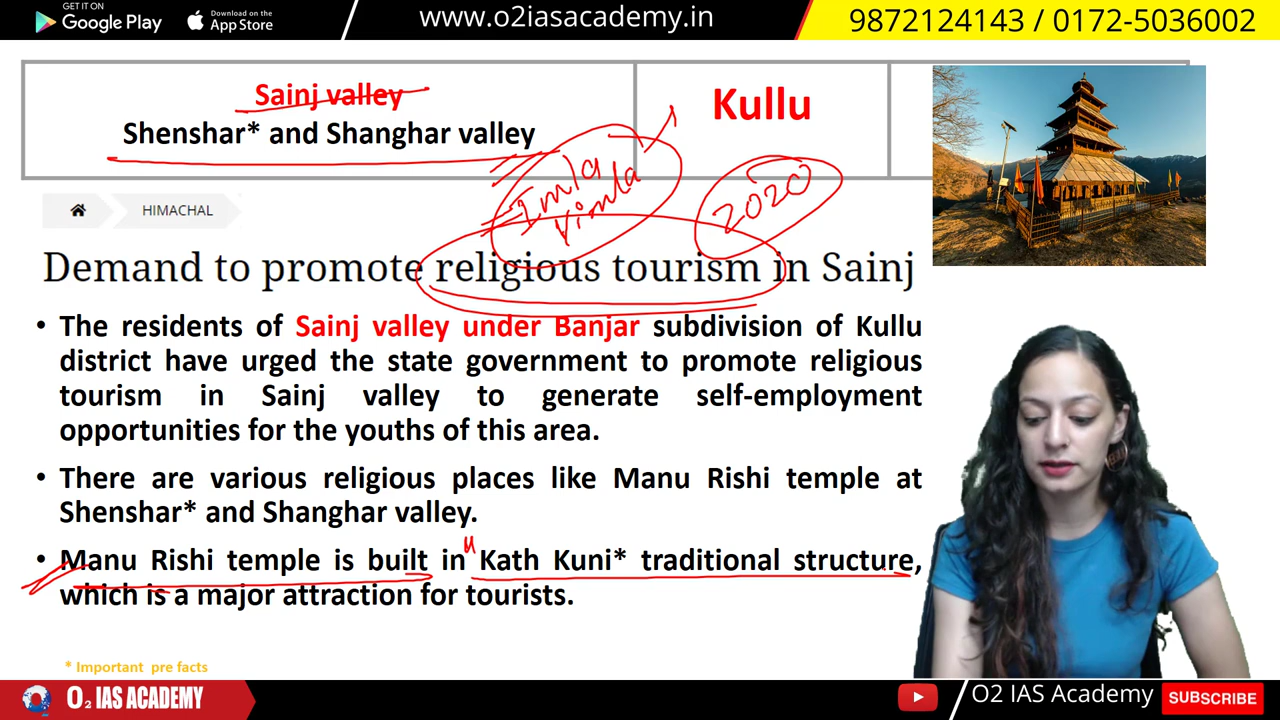 GET IT ON
Google Play
Download on the
App Store
www.o2iasacademy.in
9872124143 / 0172-5036002
Sainj valley
Shenshar* and Shanghar valley
Kullu
Imla
Vimla
2020
HIMACHAL
Demand to promote religious tourism in Sainj
• The residents of Sainj valley under Banjar subdivision of Kullu
district have urged the state government to promote religious
tourism in Sainj valley to generate self-employment
opportunities for the youths of this area.
• There are various religious places like Manu Rishi temple at
Shenshar* and Shanghar valley.
• Manu Rishi temple is built in Kath Kuni* traditional structure,
which is a major attraction for tourists.
* Important pre facts
O₂ IAS ACADEMY
O2 IAS Academy
SUBSCRIBE